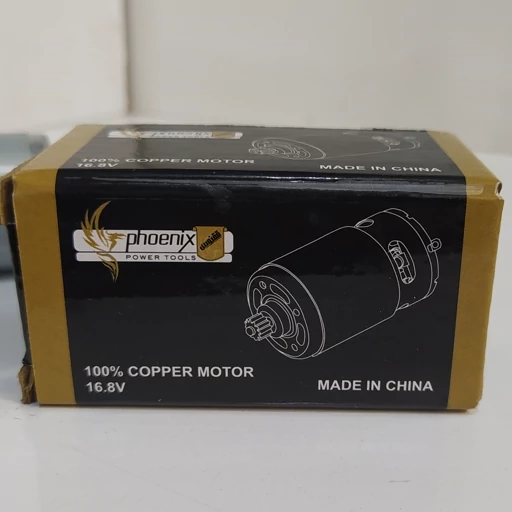 100% COPPER MOTOR
16.8V
MADE IN CHINA
phoenix
POWER TOOLS
100% COPPER MOTOR
16.8V
MADE IN CHINA